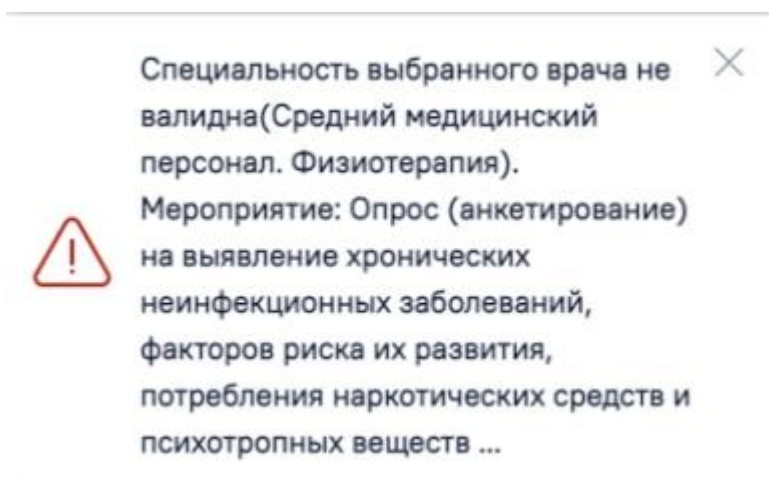 Специальность выбранного врача не
валидна(Средний медицинский
персонал. Физиотерапия).
Мероприятие: Опрос (анкетирование)
на выявление хронических
неинфекционных заболеваний,
факторов риска их развития,
потребления наркотических средств и
психотропных веществ ...